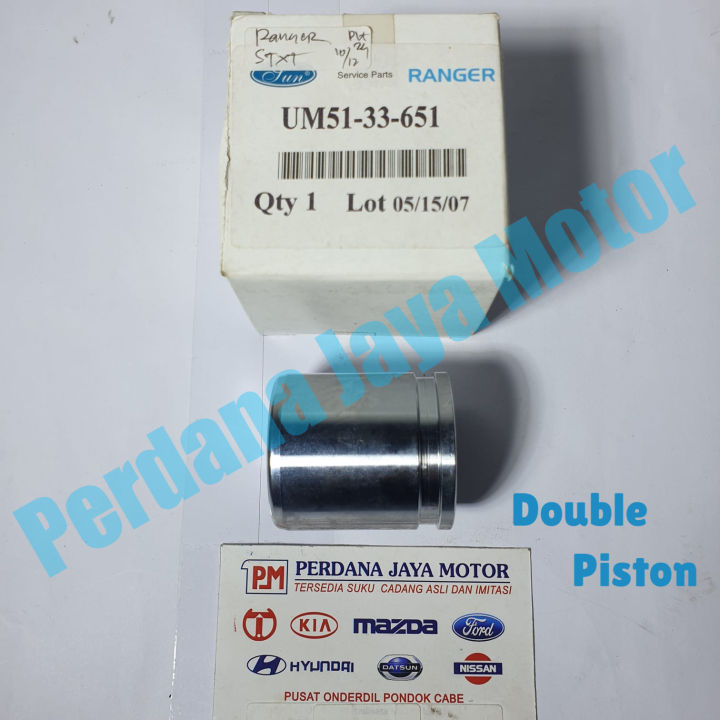 Ranger
STXT
Sun
Service Parts
RANGER
UM51-33-651
Qty 1 Lot 05/15/07
Perdana Jaya Motor
Double
Piston
PM PERDANA JAYA MOTOR
TERSEDIA SUKU CADANG ASLI DAN IMITASI
KIA mazda Ford
HYUNDAI DATSUN NISSAN
PUSAT ONDERDIL PONDOK CABE